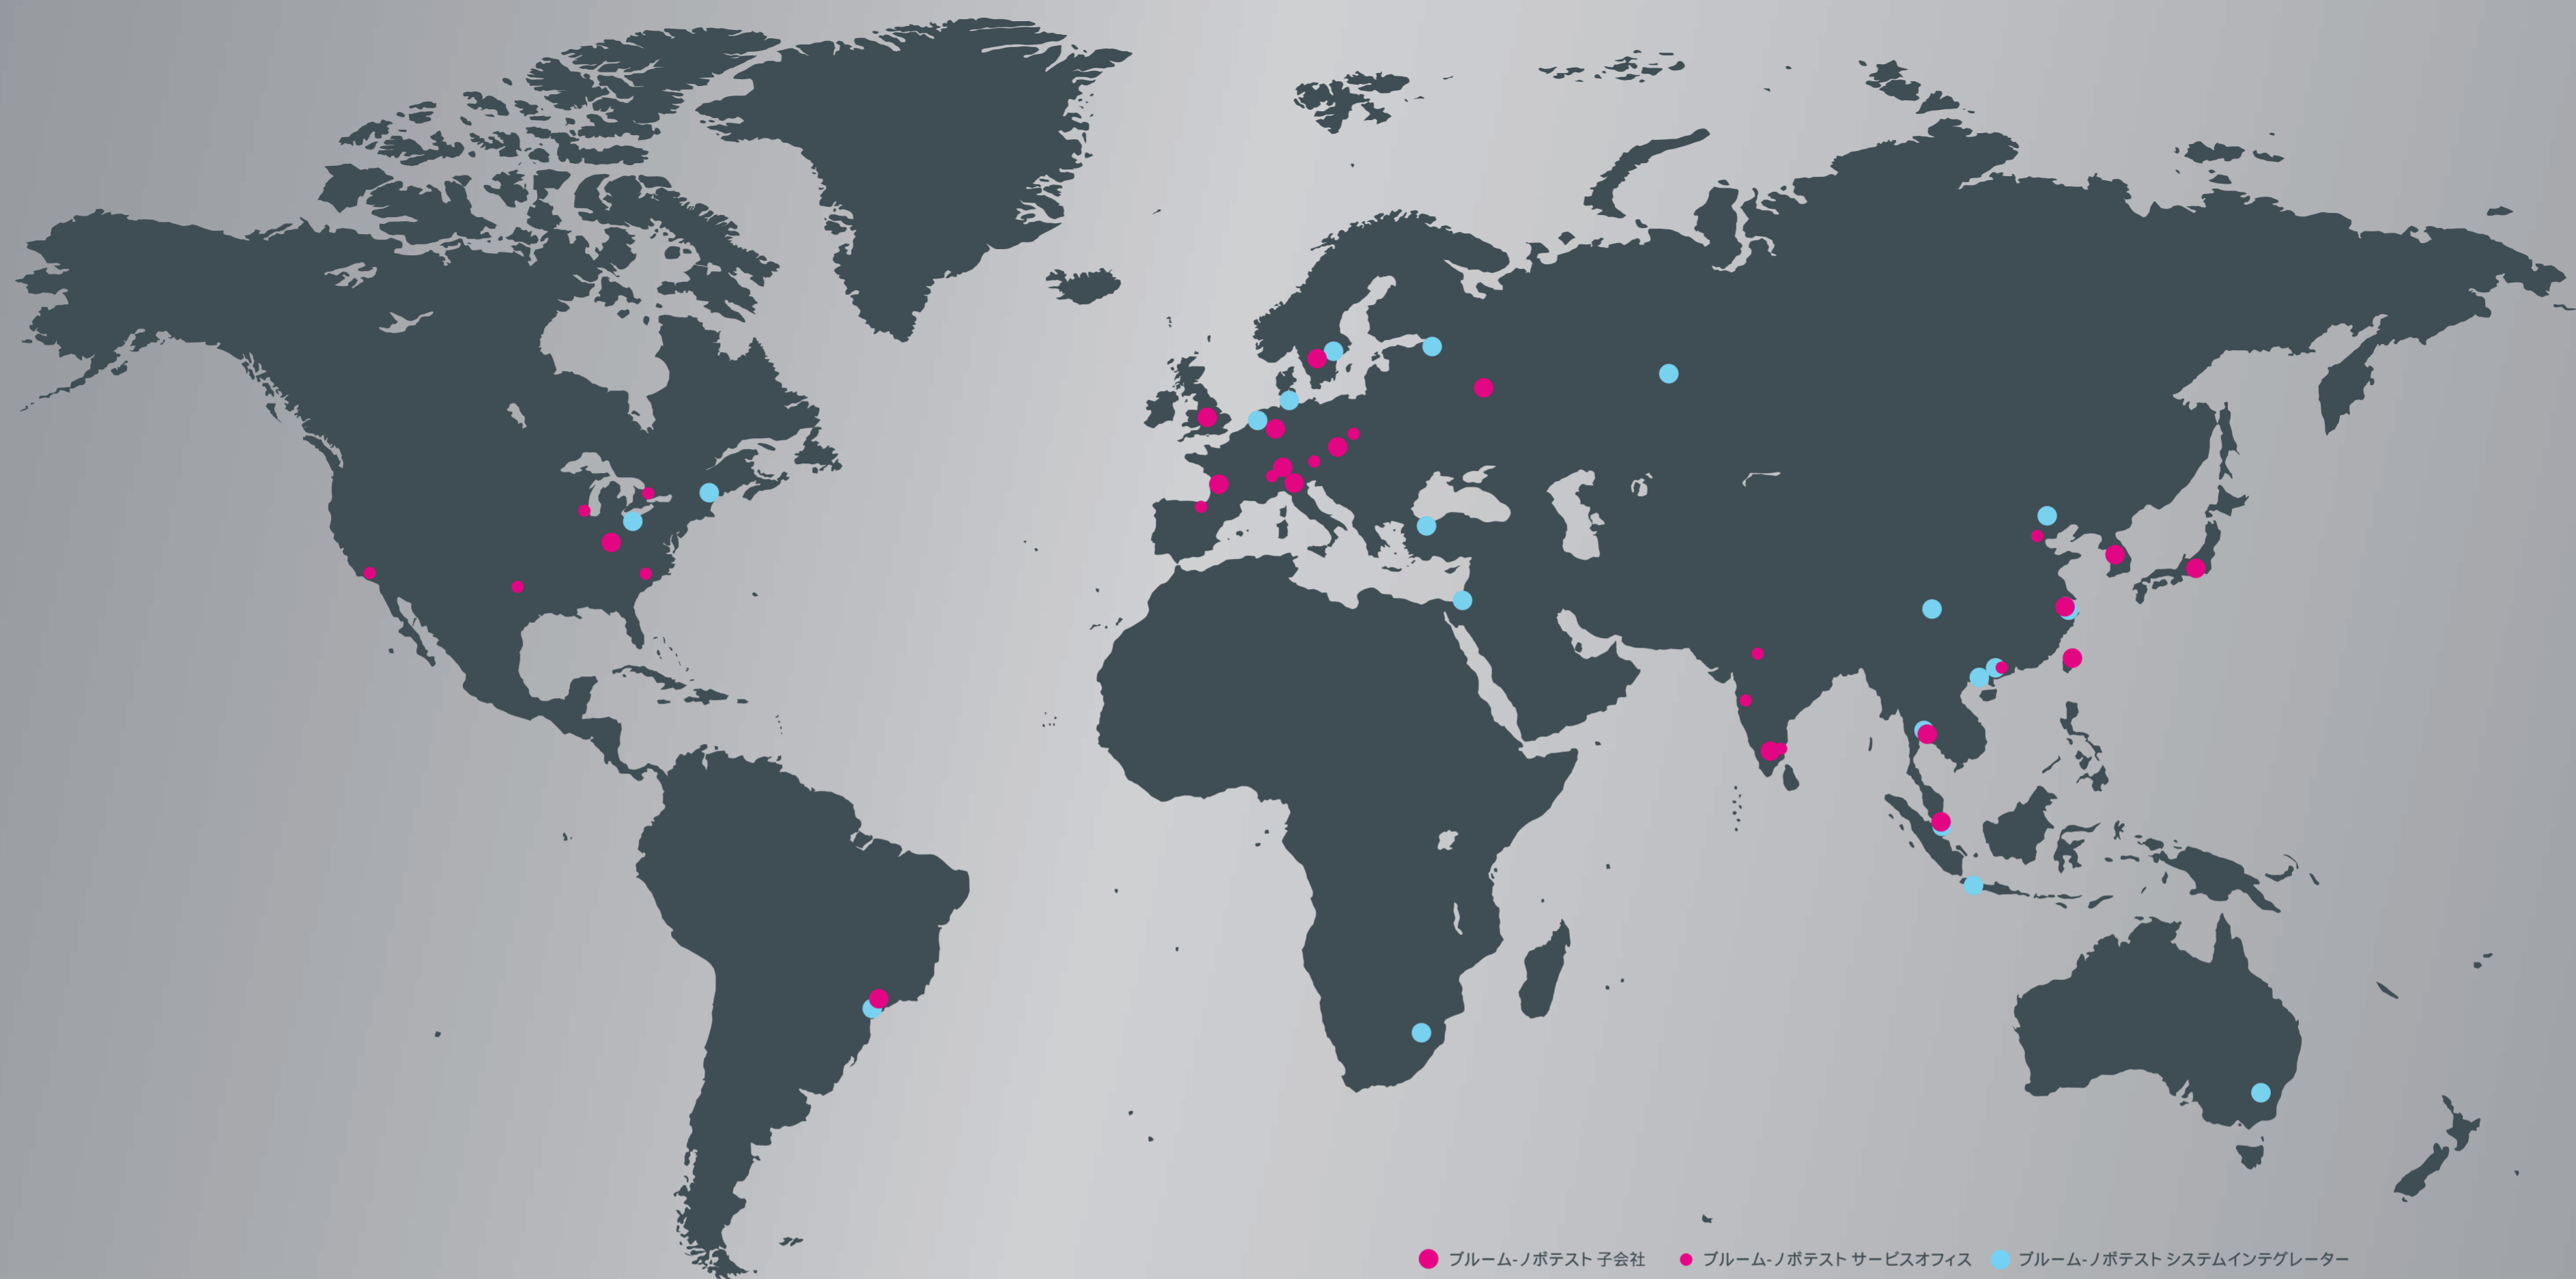 ブルーム-ノボテスト 子会社
ブルーム-ノボテスト サービスオフィス
ブルーム-ノボテスト システムインテグレーター